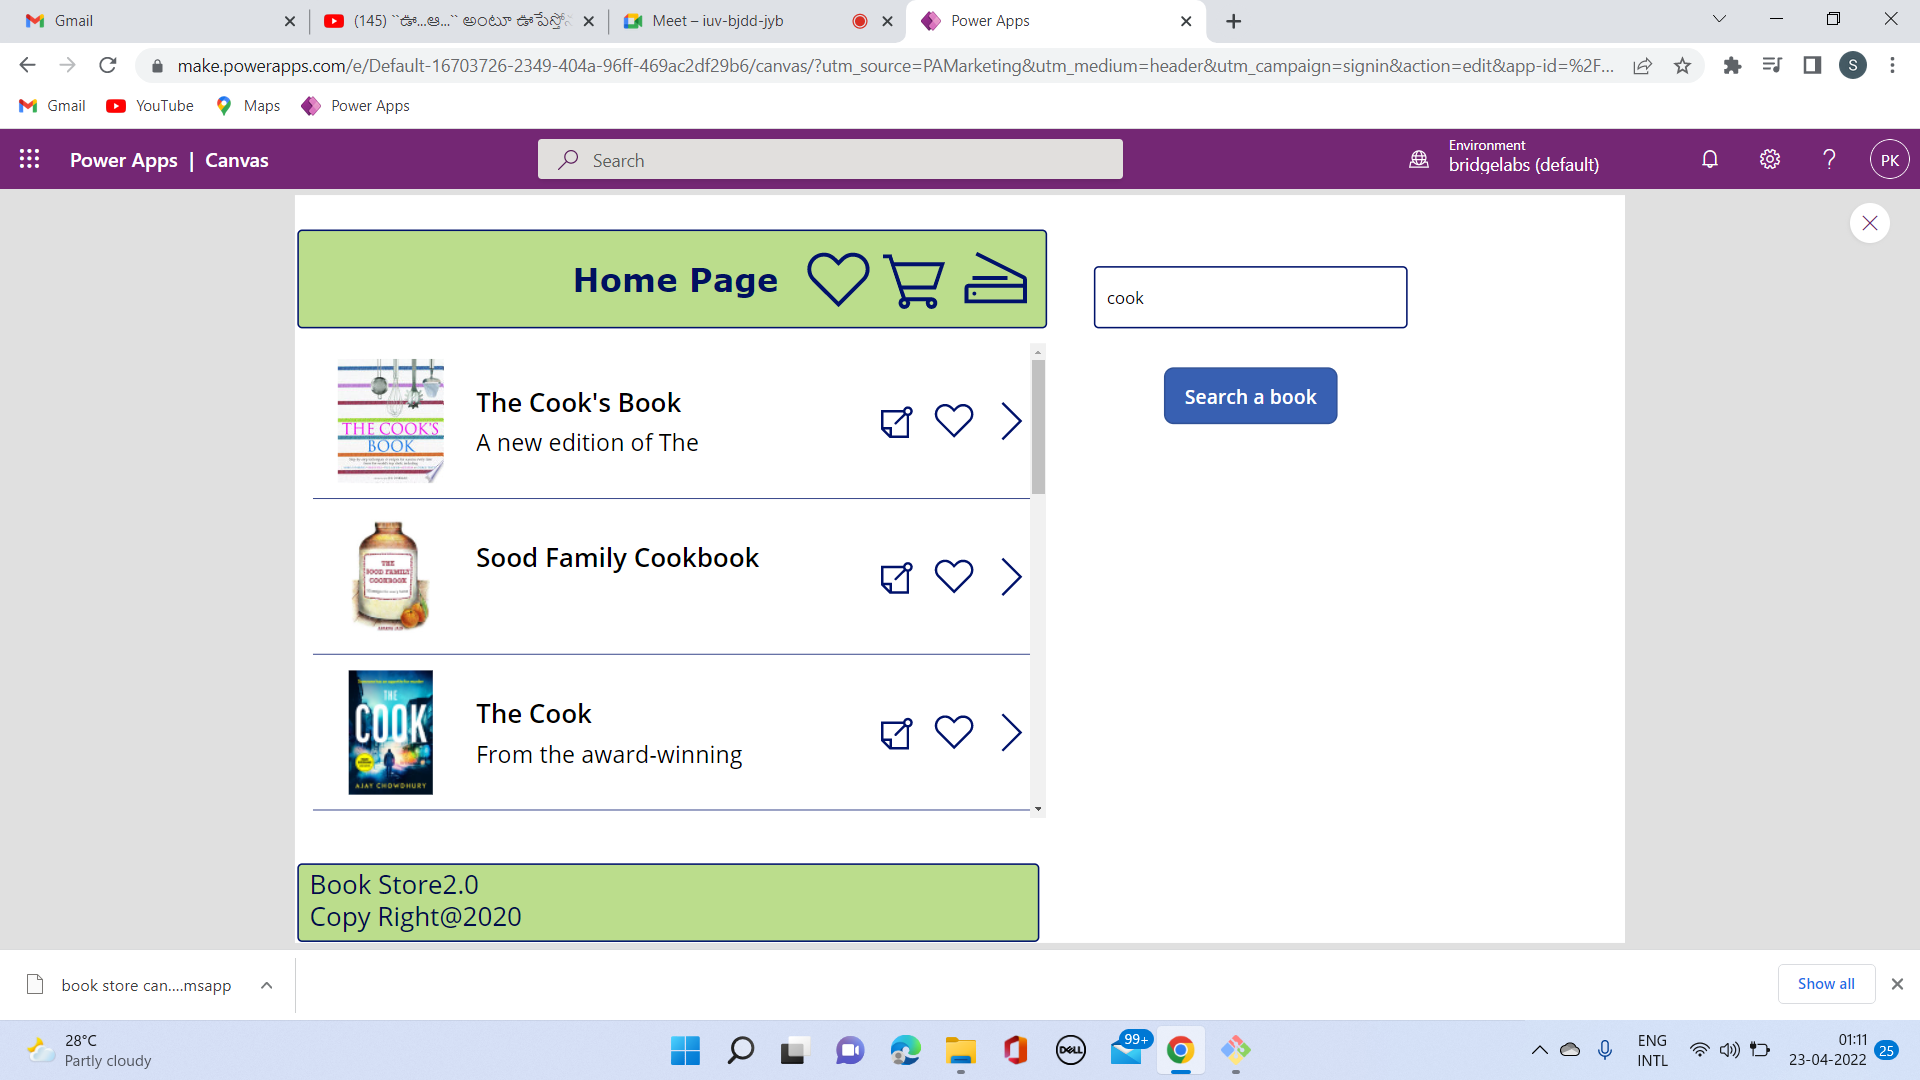 Gmail
(145) ``ఊ...ఆ...`` అంటూ ఊపేస్తోన
Meet – iuv-bjdd-jyb
Power Apps
make.powerapps.com/e/Default-16703726-2349-404a-96ff-469ac2df29b6/canvas/?utm_source=PAMarketing&utm_medium=header&utm_campaign=signin&action=edit&app-id=%2F...
S
Gmail
YouTube
Maps
Power Apps
Power Apps | Canvas
Search
Environment
bridgelabs (default)
?
PK
Home Page
cook
Search a book
THE COOK'S
BOOK
The Cook's Book
A new edition of The
THE
SOOD FAMILY
COOKBOOK
Sood Family Cookbook
THE
COOK
AJAY CHOWDHURY
The Cook
From the award-winning
Book Store2.0
Copy Right@2020
book store can....msapp
Show all
28°C
Partly cloudy
DELL
99+
ENG
INTL
01:11
23-04-2022
25